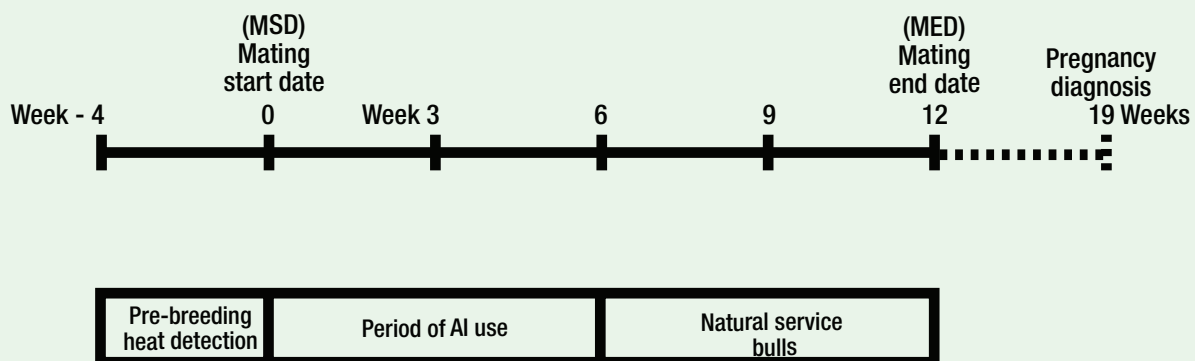 (MSD)
Mating
start date
(MED)
Mating
end date
Pregnancy
diagnosis
Week - 4
0
Week 3
6
9
12
19 Weeks
Pre-breeding
heat detection
Period of AI use
Natural service
bulls